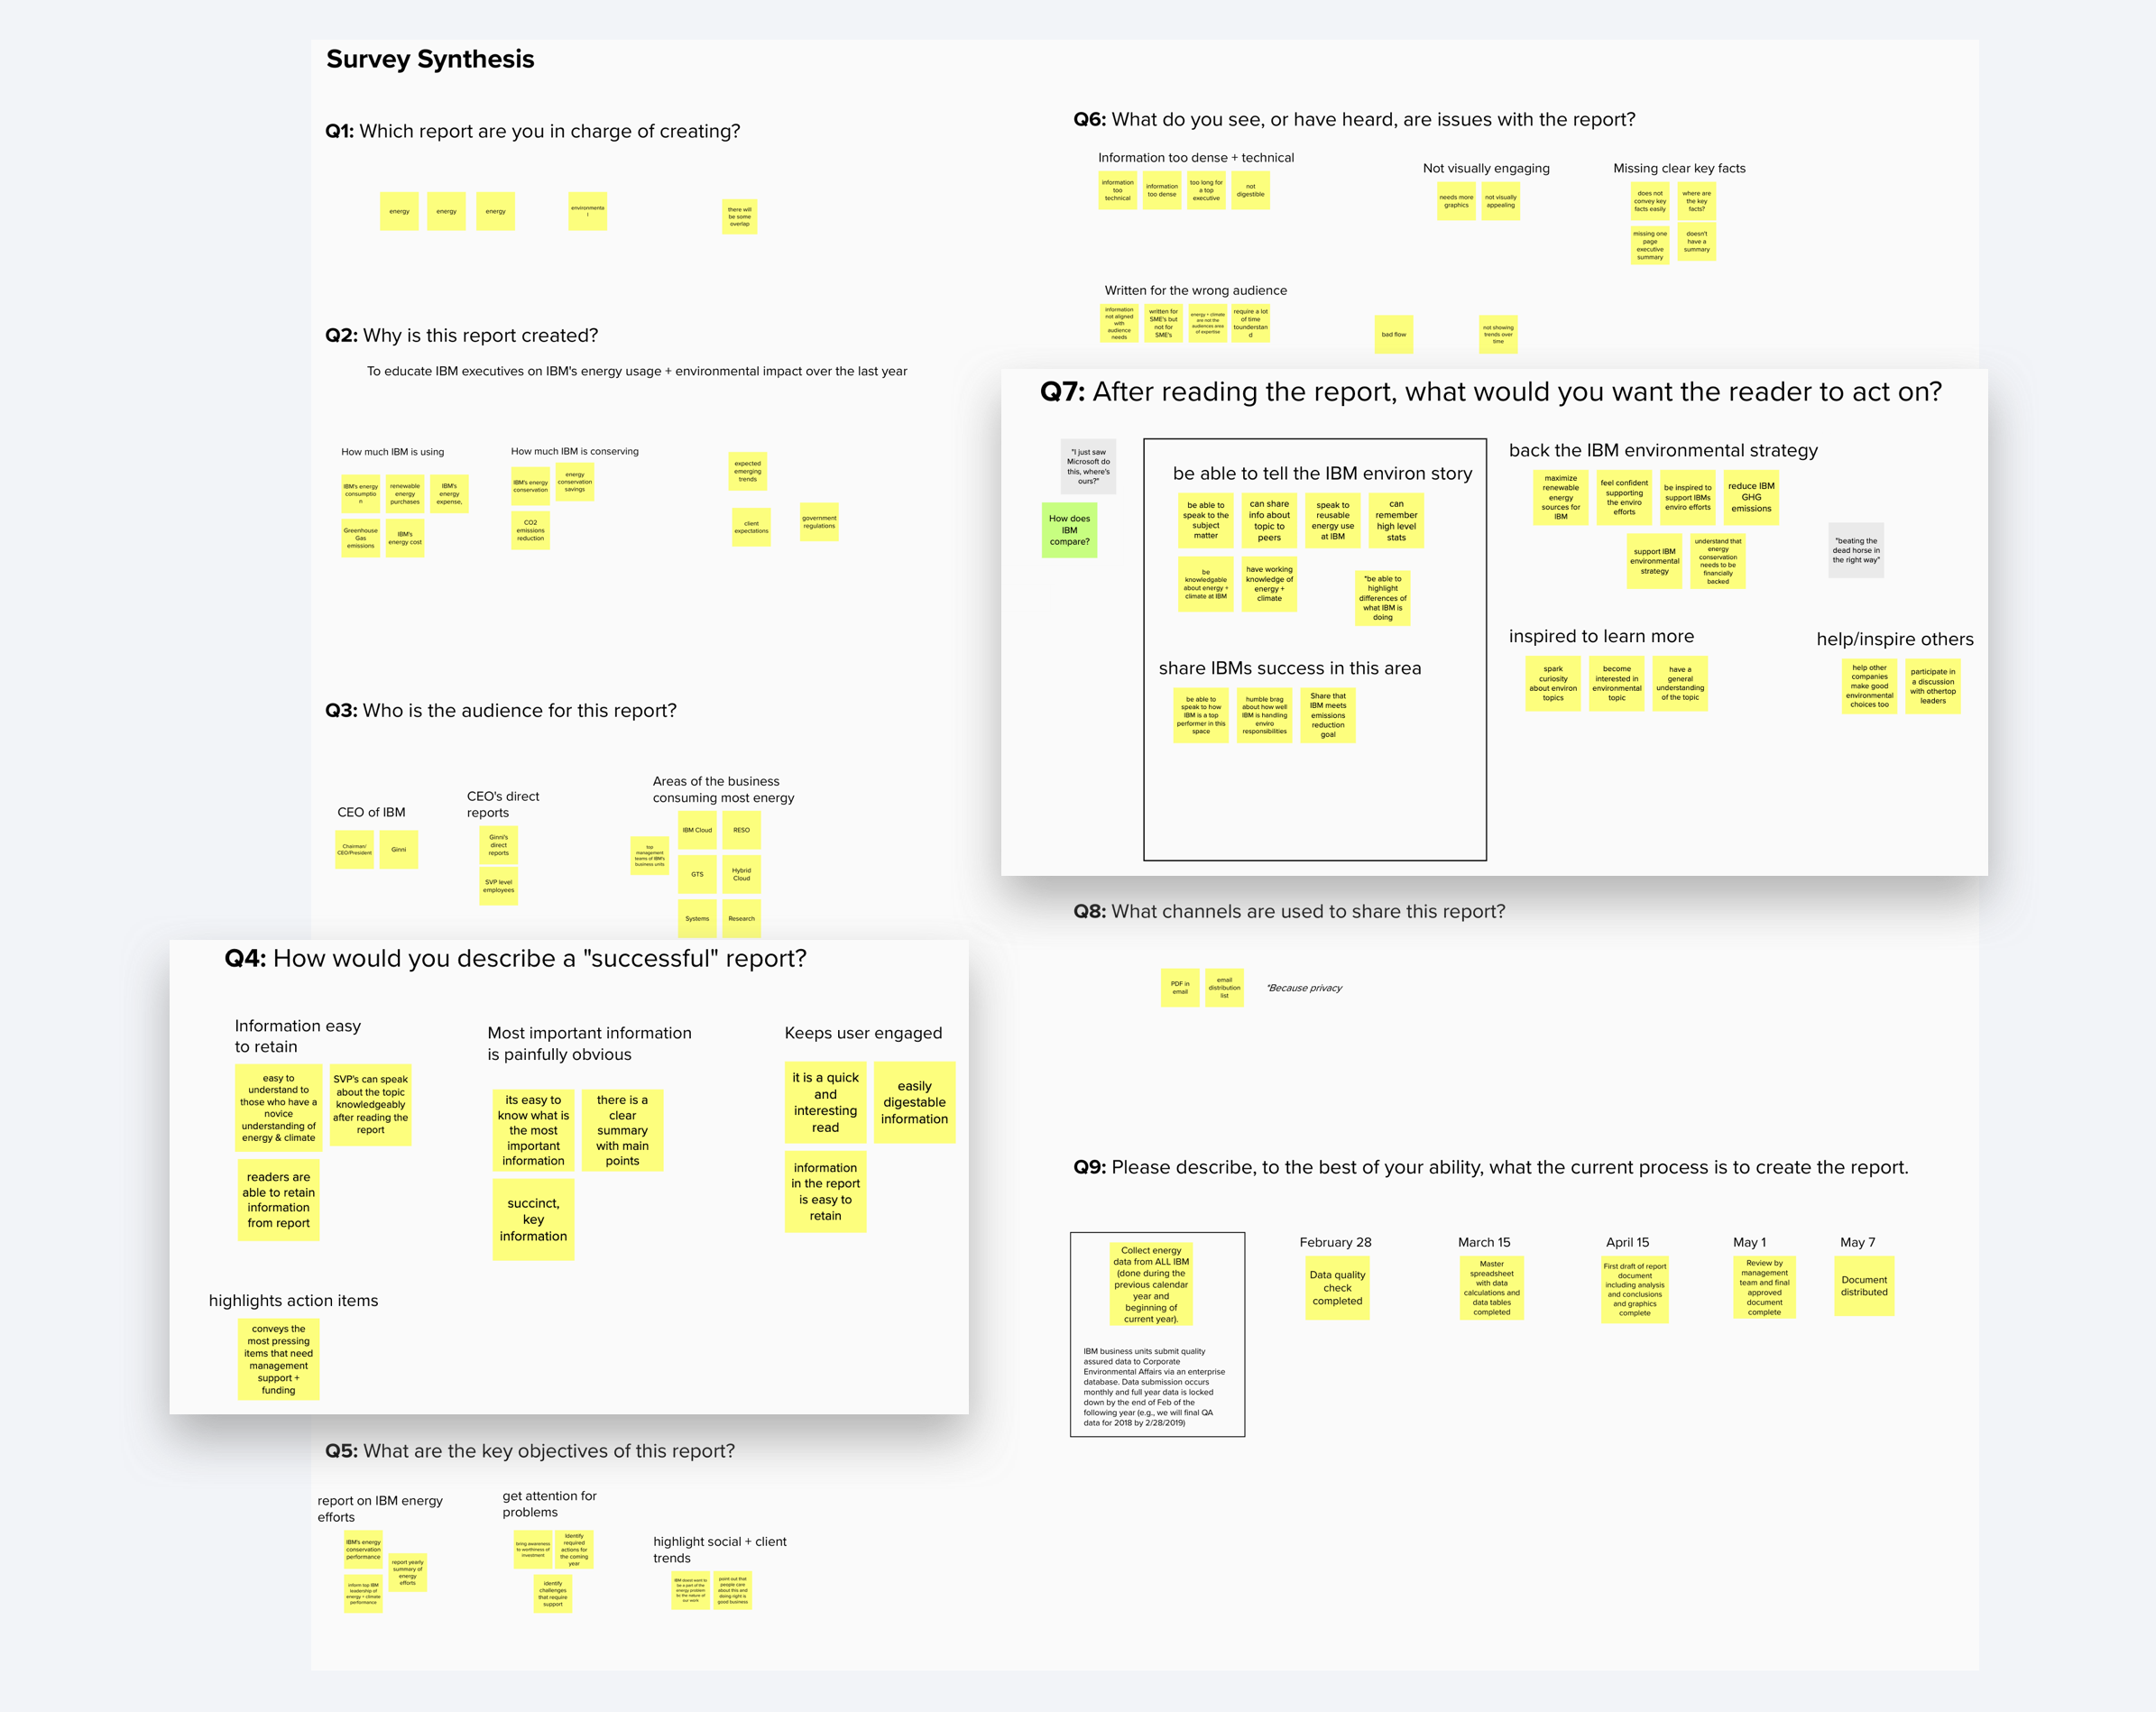 Survey Synthesis
Q1: Which report are you in charge of creating?
energy
energy
energy
environmenta
l
there will
be some
overlap
Q2: Why is this report created?
To educate IBM executives on IBM's energy usage + environmental impact over the last year
How much IBM is using
IBM's energy
consumptio
n
renewable
energy
purchases
IBM's
energy
expense,
Greenhouse
Gas
emissions
IBM's
energy cost
How much IBM is conserving
IBM's energy
conservation
energy
conservation
savings
CO2
emissions
reduction
expected
emerging
trends
client
expectations
government
regulations
Q3: Who is the audience for this report?
CEO of IBM
Chairman/
CEO/President
Ginni
CEO's direct
reports
Ginni's
direct
reports
SVP level
employees
Areas of the business
consuming most energy
top
management
teams of IBM's
business units
IBM Cloud
RESO
GTS
Hybrid
Cloud
Systems
Research
Q4: How would you describe a "successful" report?
Information easy
to retain
easy to
understand to
those who have a
novice
understanding of
energy & climate
SVP's can speak
about the topic
knowledgeably
after reading the
report
readers are
able to retain
information
from report
Most important information
is painfully obvious
its easy to
know what is
the most
important
information
there is a
clear
summary
with main
points
succinct,
key
information
Keeps user engaged
it is a quick
and
interesting
read
easily
digestable
information
information
in the report
is easy to
retain
highlights action items
conveys the
most pressing
items that need
management
support +
funding
Q5: What are the key objectives of this report?
report on IBM energy
efforts
IBM's energy
conservation
performance
report yearly
summary of
energy
efforts
inform top IBM
leadership of
energy + climate
performance
get attention for
problems
bring awareness
to worthiness of
investment
Identify
required
actions for
the coming
year
identify
challenges
that require
support
highlight social + client
trends
IBM doest want to
be a part of the
energy problem
bc the nature of
our work
point out that
people care
about this and
doing right is
good business
Q6: What do you see, or have heard, are issues with the report?
Information too dense + technical
information
too
technical
information
too dense
too long for
a top
executive
not
digestible
Not visually engaging
needs more
graphics
not visually
appealing
Missing clear key facts
does not
convey key
facts easily
where are
the key
facts?
missing one
page
executive
summary
doesn't
have a
summary
Written for the wrong audience
information
not aligned
with
audience
needs
written for
SME's but
not for
SME's
energy + climate
are not the
audiences area
of expertise
require a lot
of time
tounderstan
d
bad flow
not showing
trends over
time
Q7: After reading the report, what would you want the reader to act on?
"I just saw
Microsoft do
this, where's
ours?"
How does
IBM
compare?
be able to tell the IBM environ story
be able to
speak to the
subject
matter
can share
info about
topic to
peers
speak to
reusable
energy use
at IBM
can
remember
high level
stats
be
knowledgable
about energy +
climate at IBM
have working
knowledge of
energy +
climate
"be able to
highlight
differences of
what IBM is
doing
share IBMs success in this area
be able to
speak to how
IBM is a top
performer in this
space
humble brag
about how well
IBM is handling
enviro
responsibilities
Share that
IBM meets
emissions
reduction
goal
back the IBM environmental strategy
maximize
renewable
energy
sources for
IBM
feel confident
supporting
the enviro
efforts
be inspired to
support IBMs
enviro efforts
reduce IBM
GHG
emissions
support IBM
environmental
strategy
understand that
energy
conservation
needs to be
financially
backed
"beating the
dead horse in
the right way"
inspired to learn more
spark
curiosity
about environ
topics
become
interested in
environmental
topic
have a
general
understanding
of the topic
help/inspire others
help other
companies
make good
environmental
choices too
participate in
a discussion
with othertop
leaders
Q8: What channels are used to share this report?
PDF in
email
email
distribution
list
*Because privacy
Q9: Please describe, to the best of your ability, what the current process is to create the report.
Collect energy
data from ALL IBM
(done during the
previous calendar
year and
beginning of
current year).
IBM business units submit quality
assured data to Corporate
Environmental Affairs via an enterprise
database. Data submission occurs
monthly and full year data is locked
down by the end of Feb of the
following year (e.g., we will final QA
data for 2018 by 2/28/2019)
February 28
Data quality
check
completed
March 15
Master
spreadsheet
with data
calculations and
data tables
completed
April 15
First draft of report
document
including analysis
and conclusions
and graphics
complete
May 1
Review by
management
team and final
approved
document
complete
May 7
Document
distributed